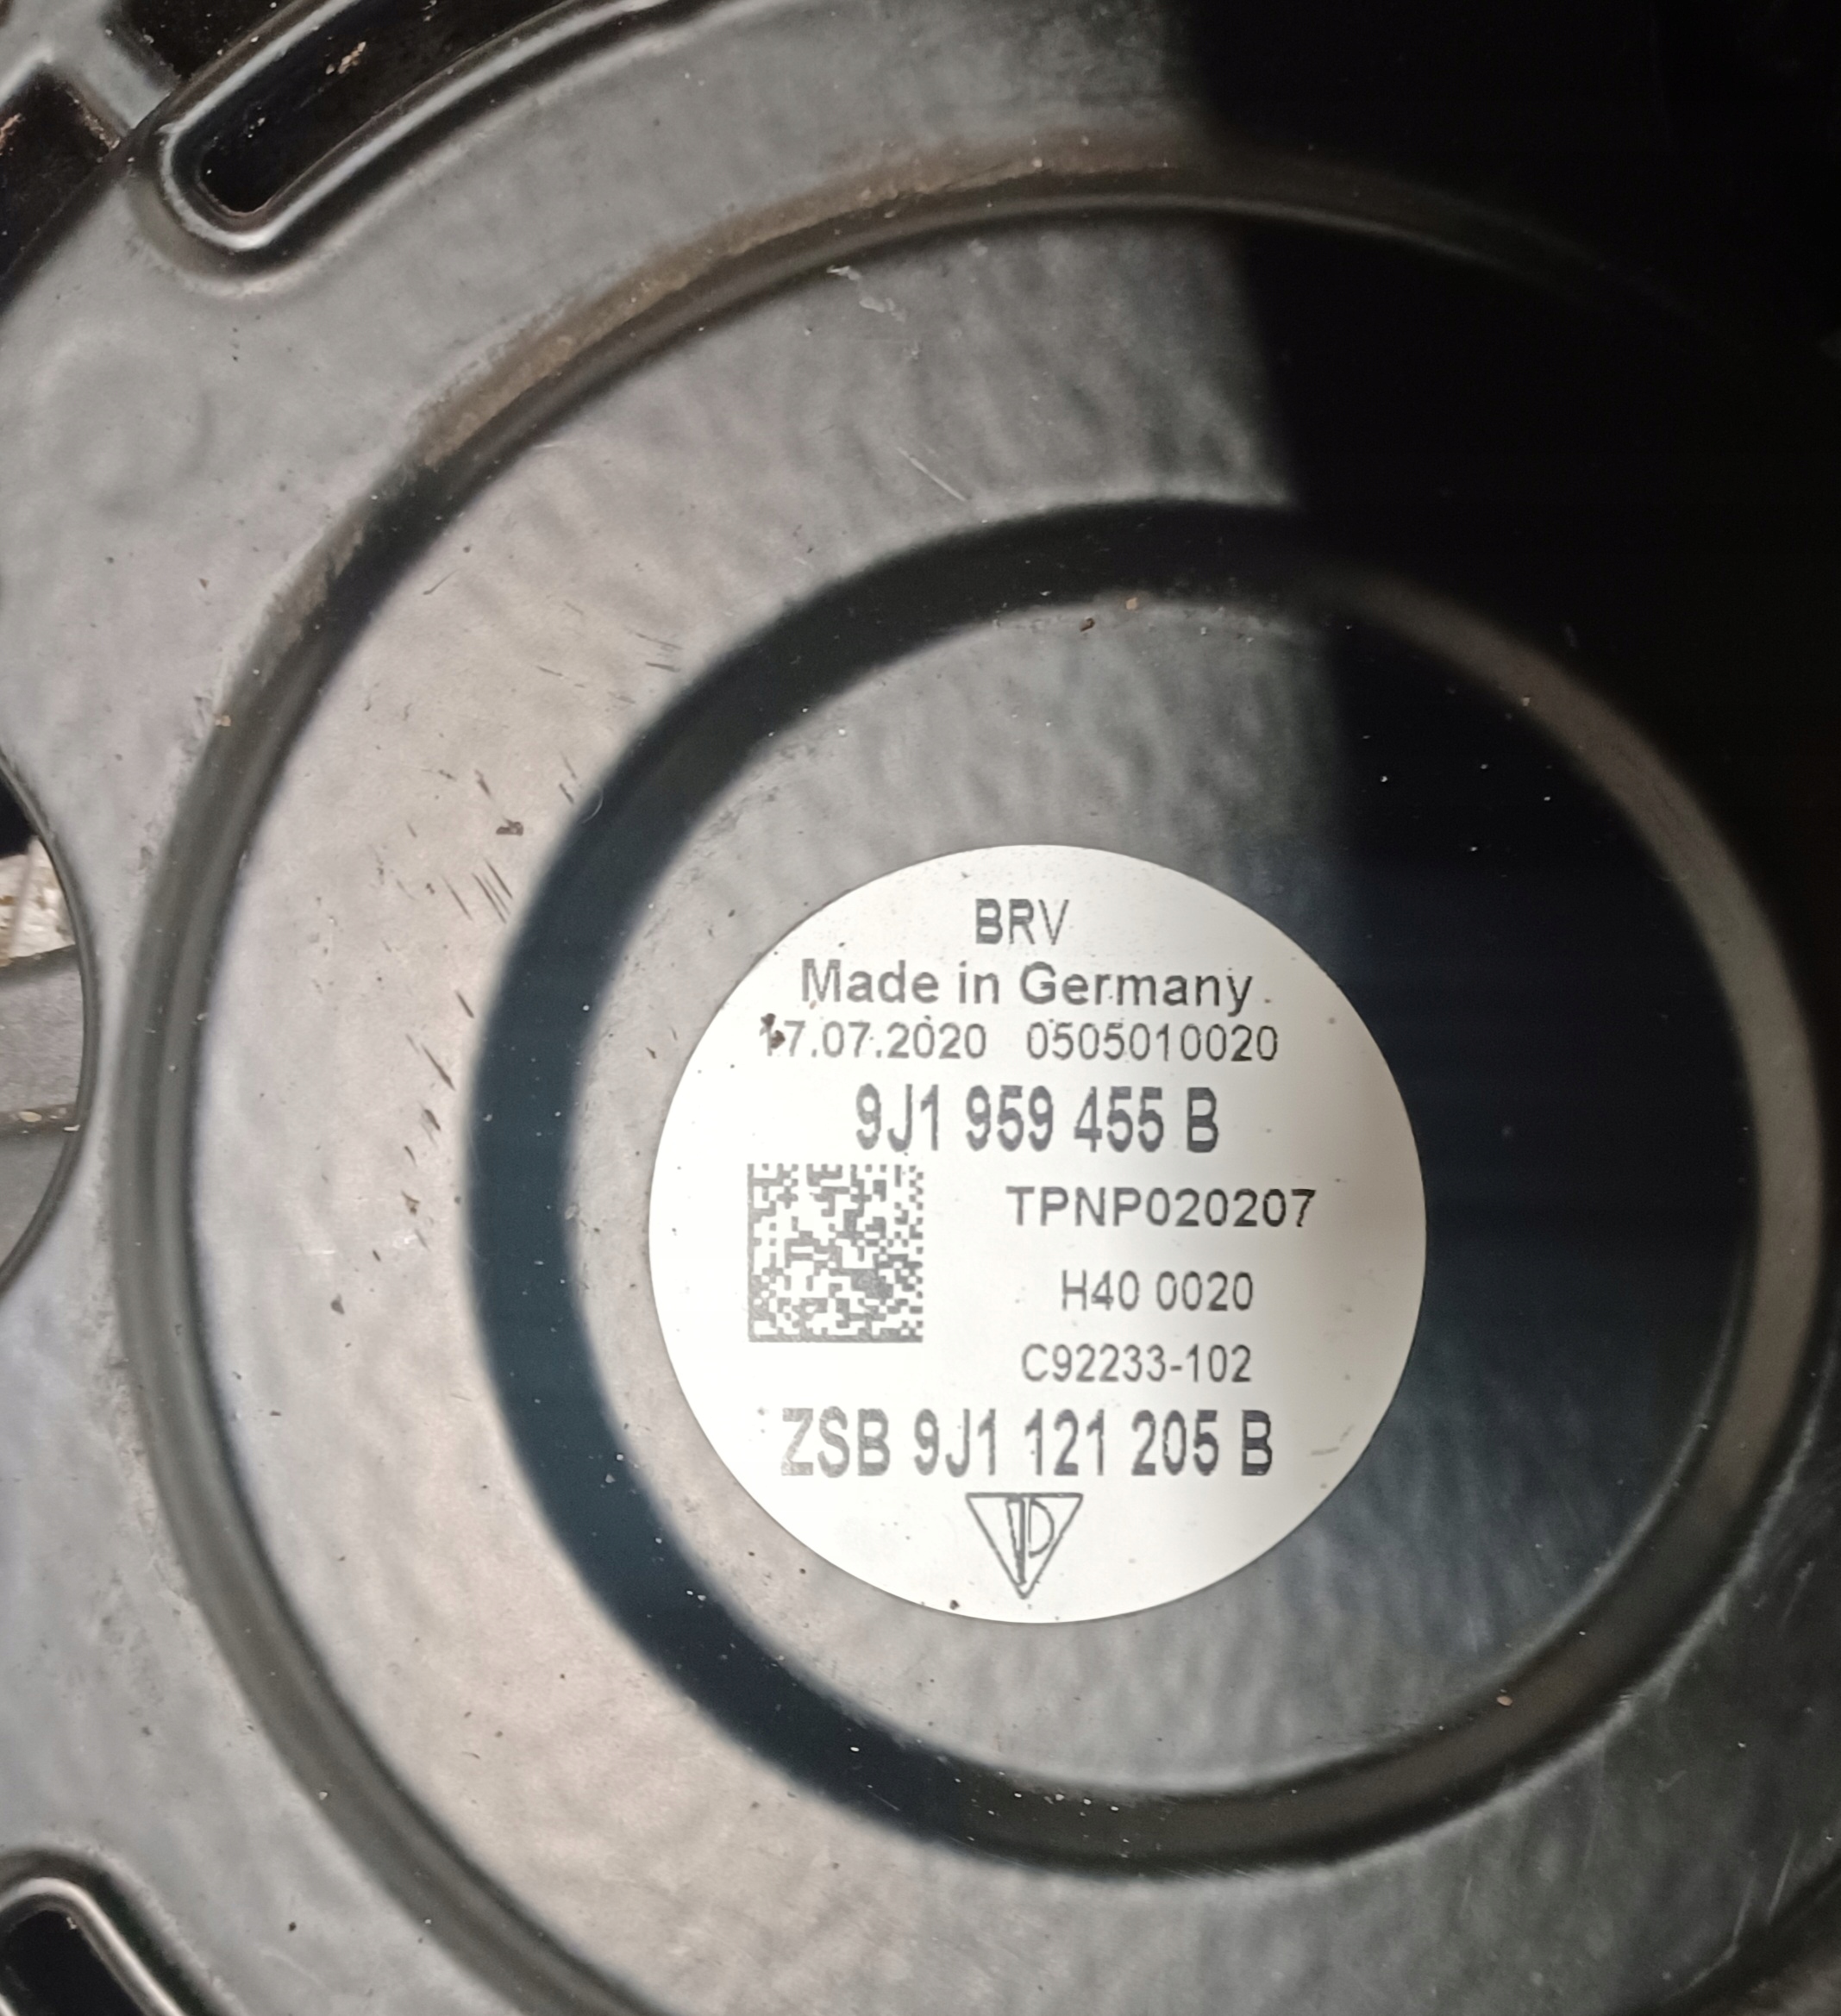 BRV
Made in Germany
17.07.2020 0505010020
9J1 959 455 B
TPNP020207
H40 0020
C92233-102
ZSB 9J1 121 205 B